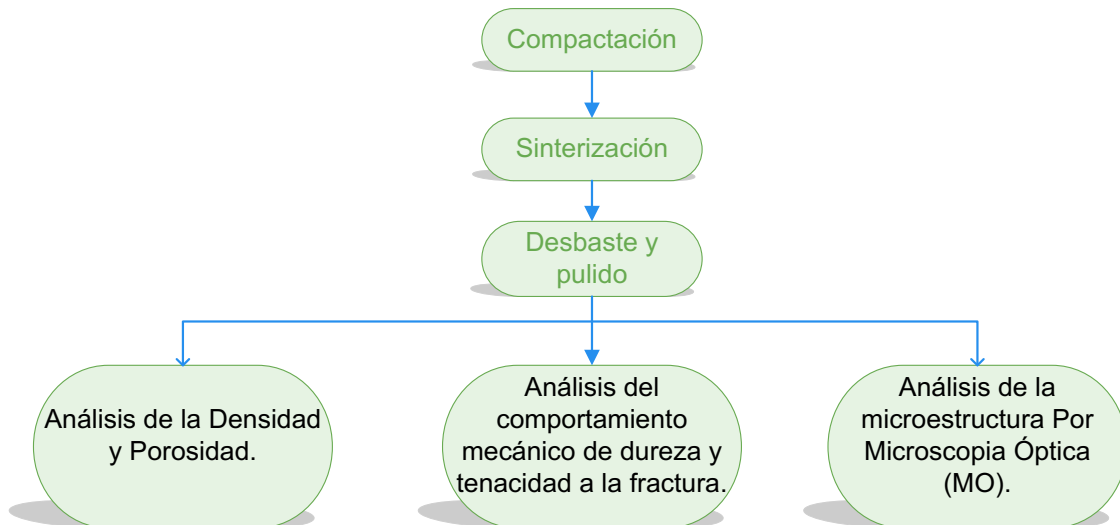 Compactación
Sinterización
Desbaste y
pulido
Análisis de la Densidad
y Porosidad.
Análisis del
comportamiento
mecánico de dureza y
tenacidad a la fractura.
Análisis de la
microestructura Por
Microscopia Óptica
(MO).